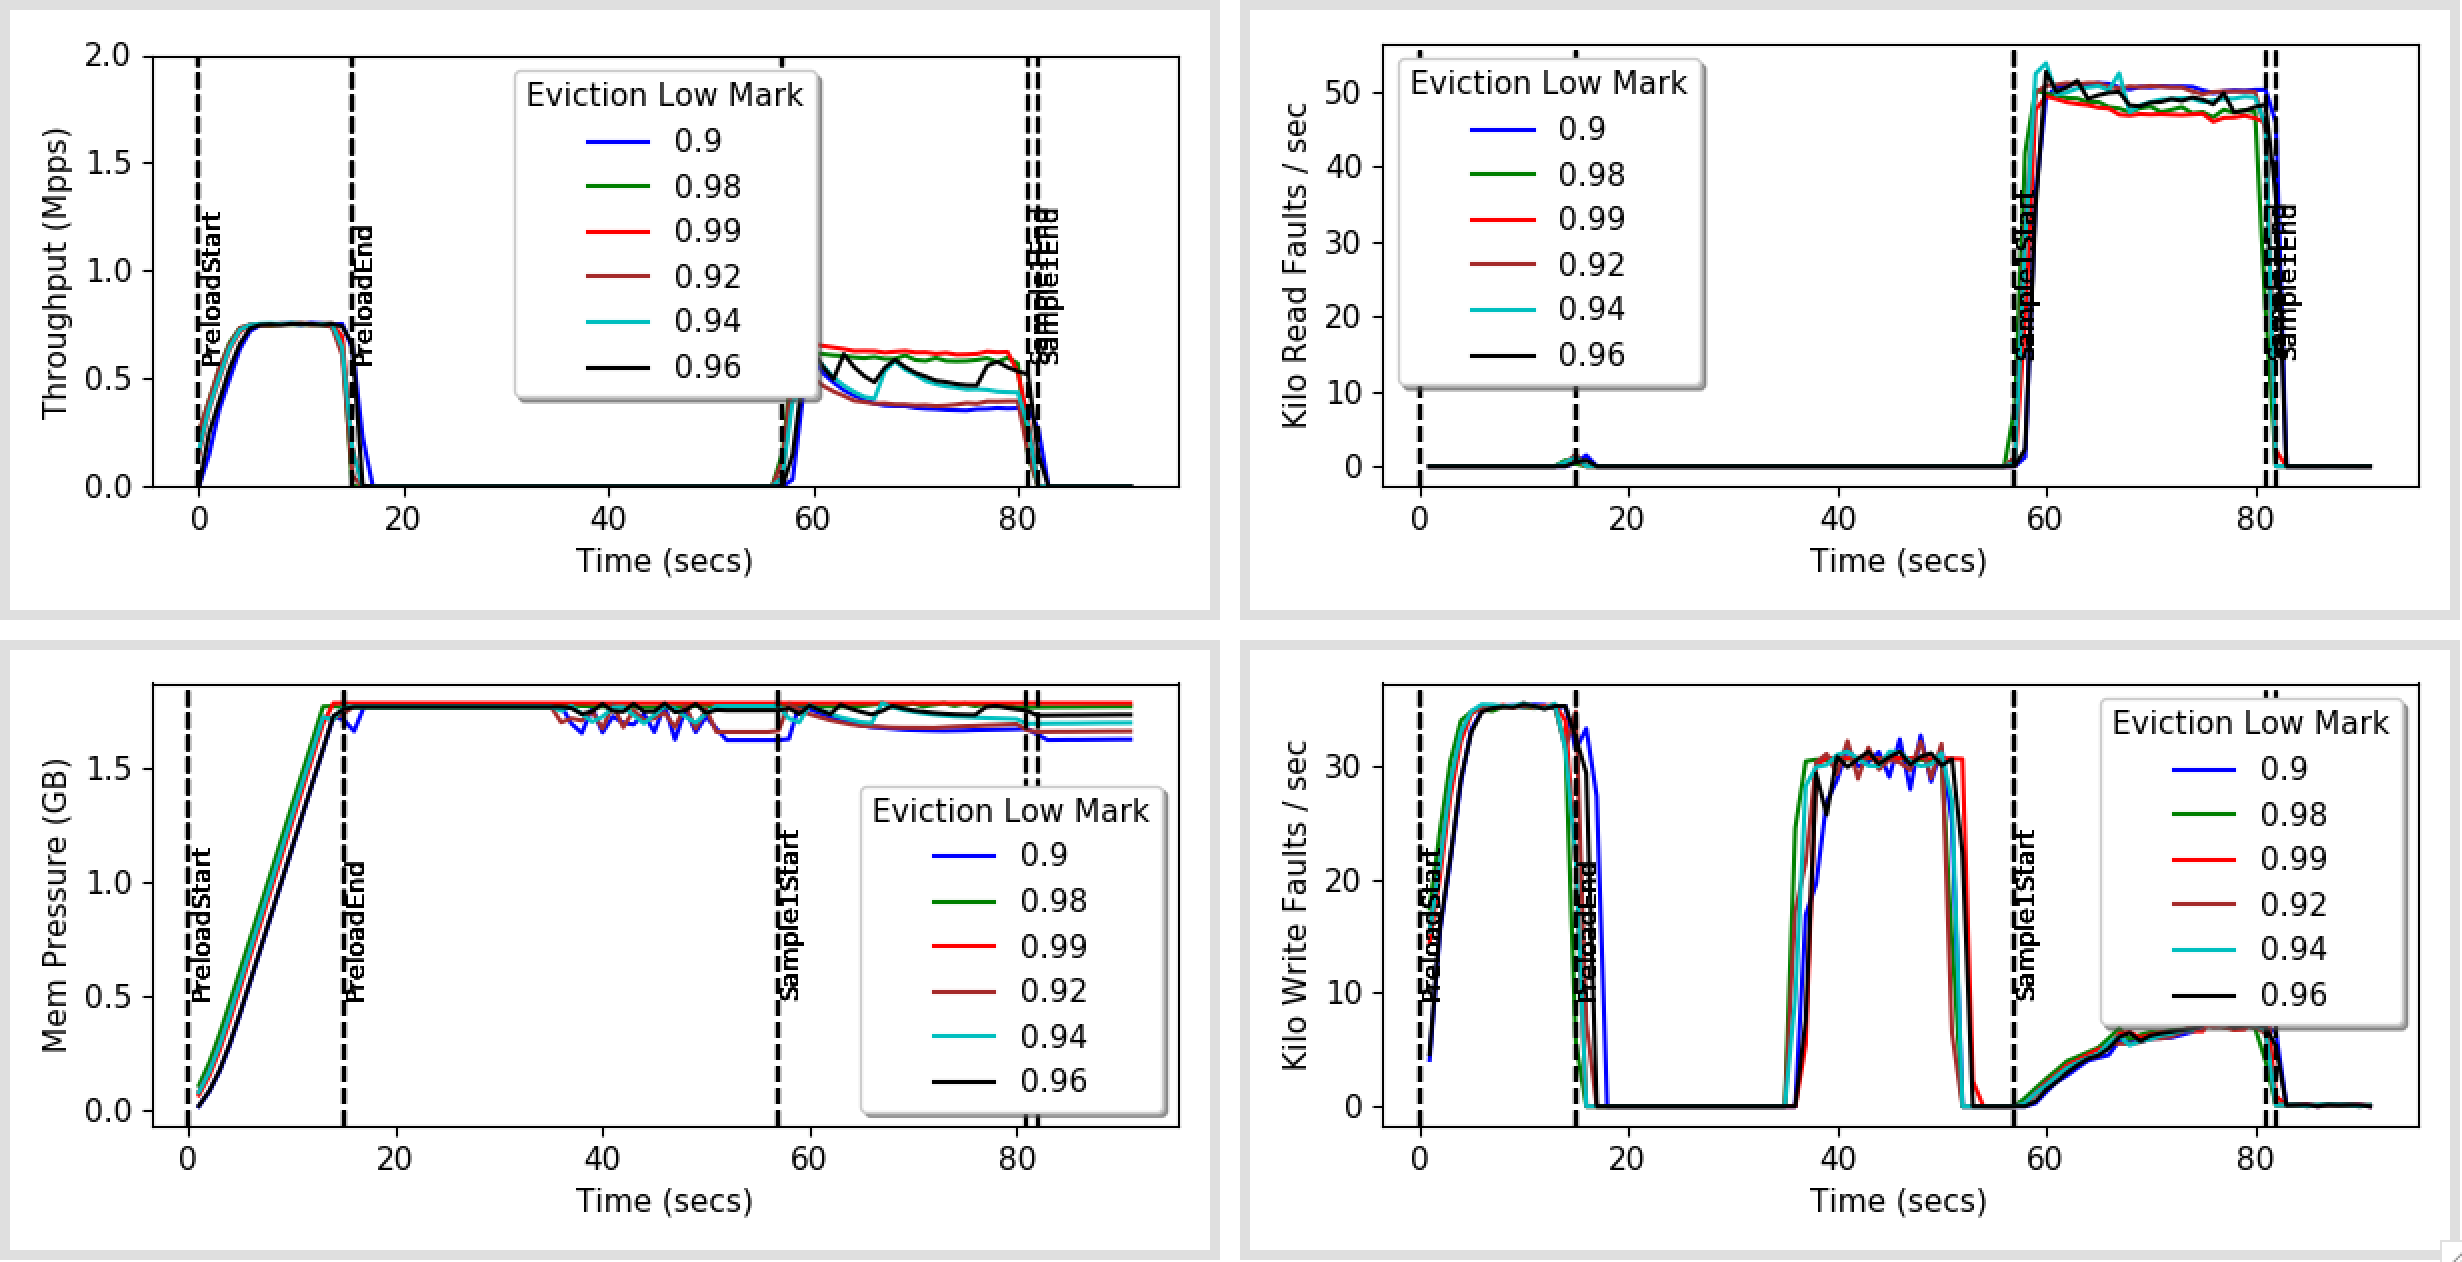 2.0
1.5
1.0
0.5
0.0
Throughput (Mpps)
Eviction Low Mark
0.9
0.98
0.99
0.92
0.94
0.96
PreloadStart
PreloadEnd
Sample1End
0 20 40 60 80
Time (secs)
50
40
30
20
10
0
Kilo Read Faults / sec
Eviction Low Mark
0.9
0.98
0.99
0.92
0.94
0.96
Sample1Start
Sample1End
0 20 40 60 80
Time (secs)
1.5
1.0
0.5
0.0
Mem Pressure (GB)
PreloadStart
PreloadEnd
Sample1Start
Eviction Low Mark
0.9
0.98
0.99
0.92
0.94
0.96
0 20 40 60 80
Time (secs)
30
20
10
0
Kilo Write Faults / sec
PreloadStart
PreloadEnd
Sample1Start
Eviction Low Mark
0.9
0.98
0.99
0.92
0.94
0.96
0 20 40 60 80
Time (secs)